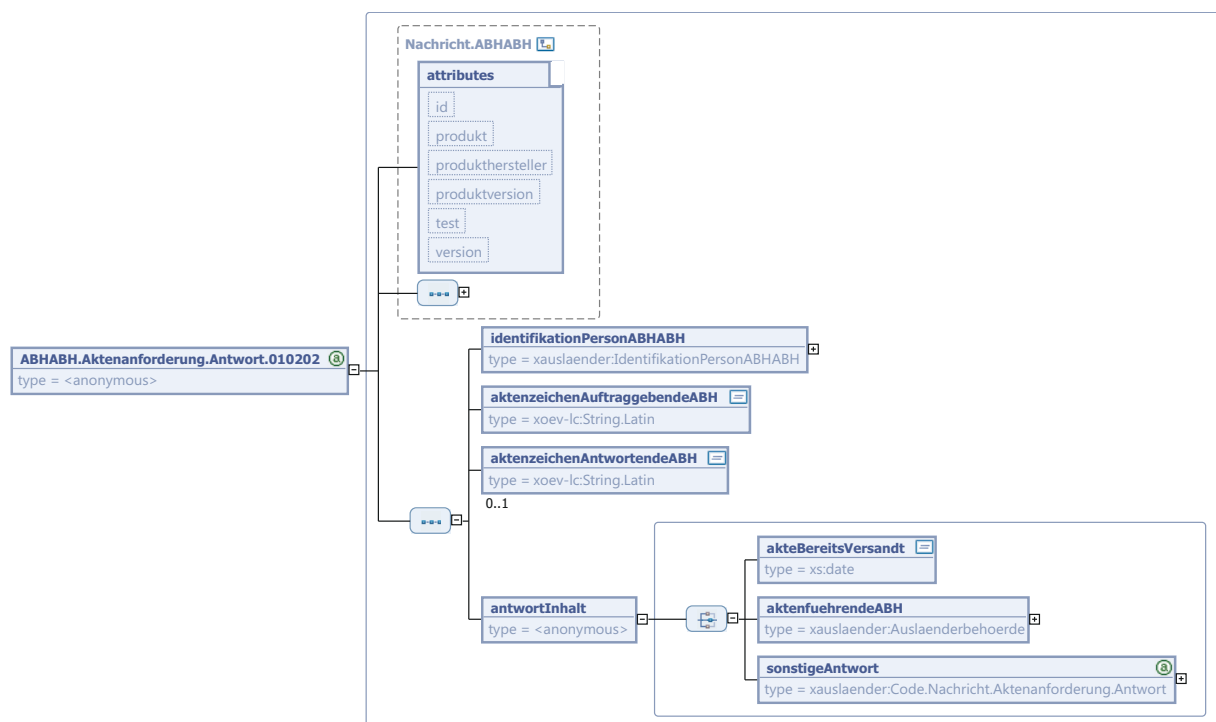 Nachricht.ABHABH
attributes
id
produkt
produkthersteller
produktversion
test
version
ABHABH.Aktenanforderung.Antwort.010202 a
type = <anonymous>
identifikationPersonABHABH
type = xauslaender:IdentifikationPersonABHABH
aktenzeichenAuftraggebendeABH
type = xoev-lc:String.Latin
aktenzeichenAntwortendeABH
type = xoev-lc:String.Latin
0..1
antwortInhalt
type = <anonymous>
akteBereitsVersandt
type = xs:date
aktenfuehrendeABH
type = xauslaender:Auslaenderbehoerde
sonstigeAntwort a
type = xauslaender:Code.Nachricht.Aktenanforderung.Antwort